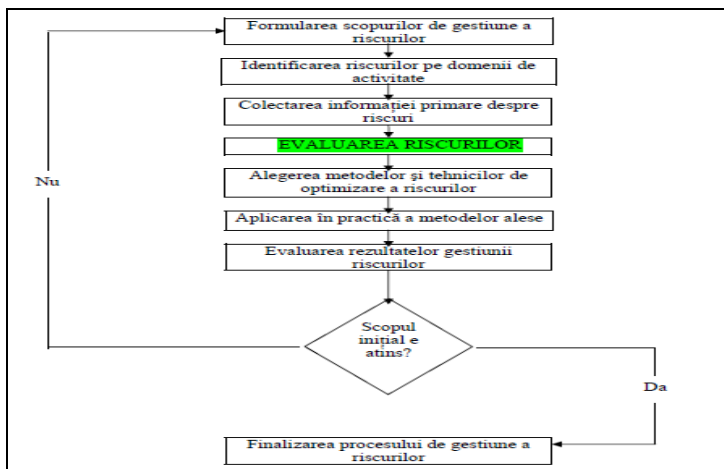 Formularea scopurilor de gestiune a
riscurilor
Identificarea riscurilor pe domenii de
activitate
Colectarea informației primare despre
riscuri
EVALUAREA RISCURILOR
Alegerea metodelor și tehnicilor de
optimizare a riscurilor
Nu
Aplicarea în practică a metodelor alese
Evaluarea rezultatelor gestiunii
riscurilor
Scopul
inițial e
atins?
Da
Finalizarea procesului de gestiune a
riscurilor